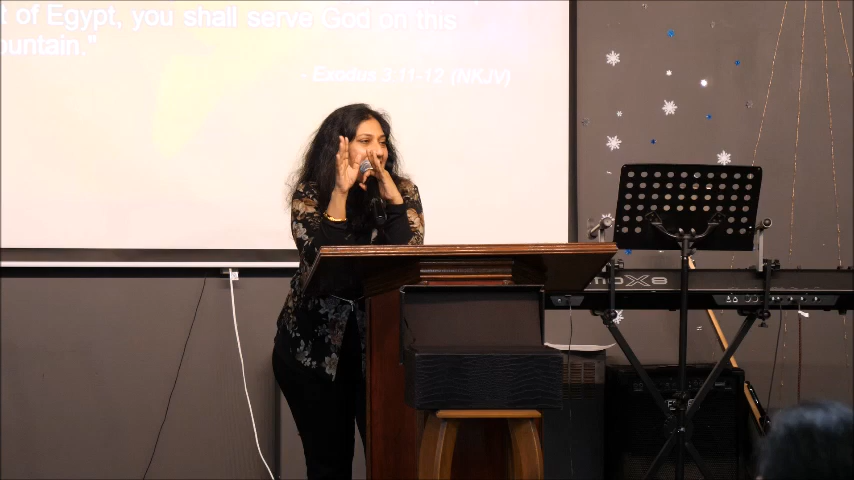 t of Egypt, you shall serve God on this
ountain."
- Exodus 3:11-12 (NKJV)